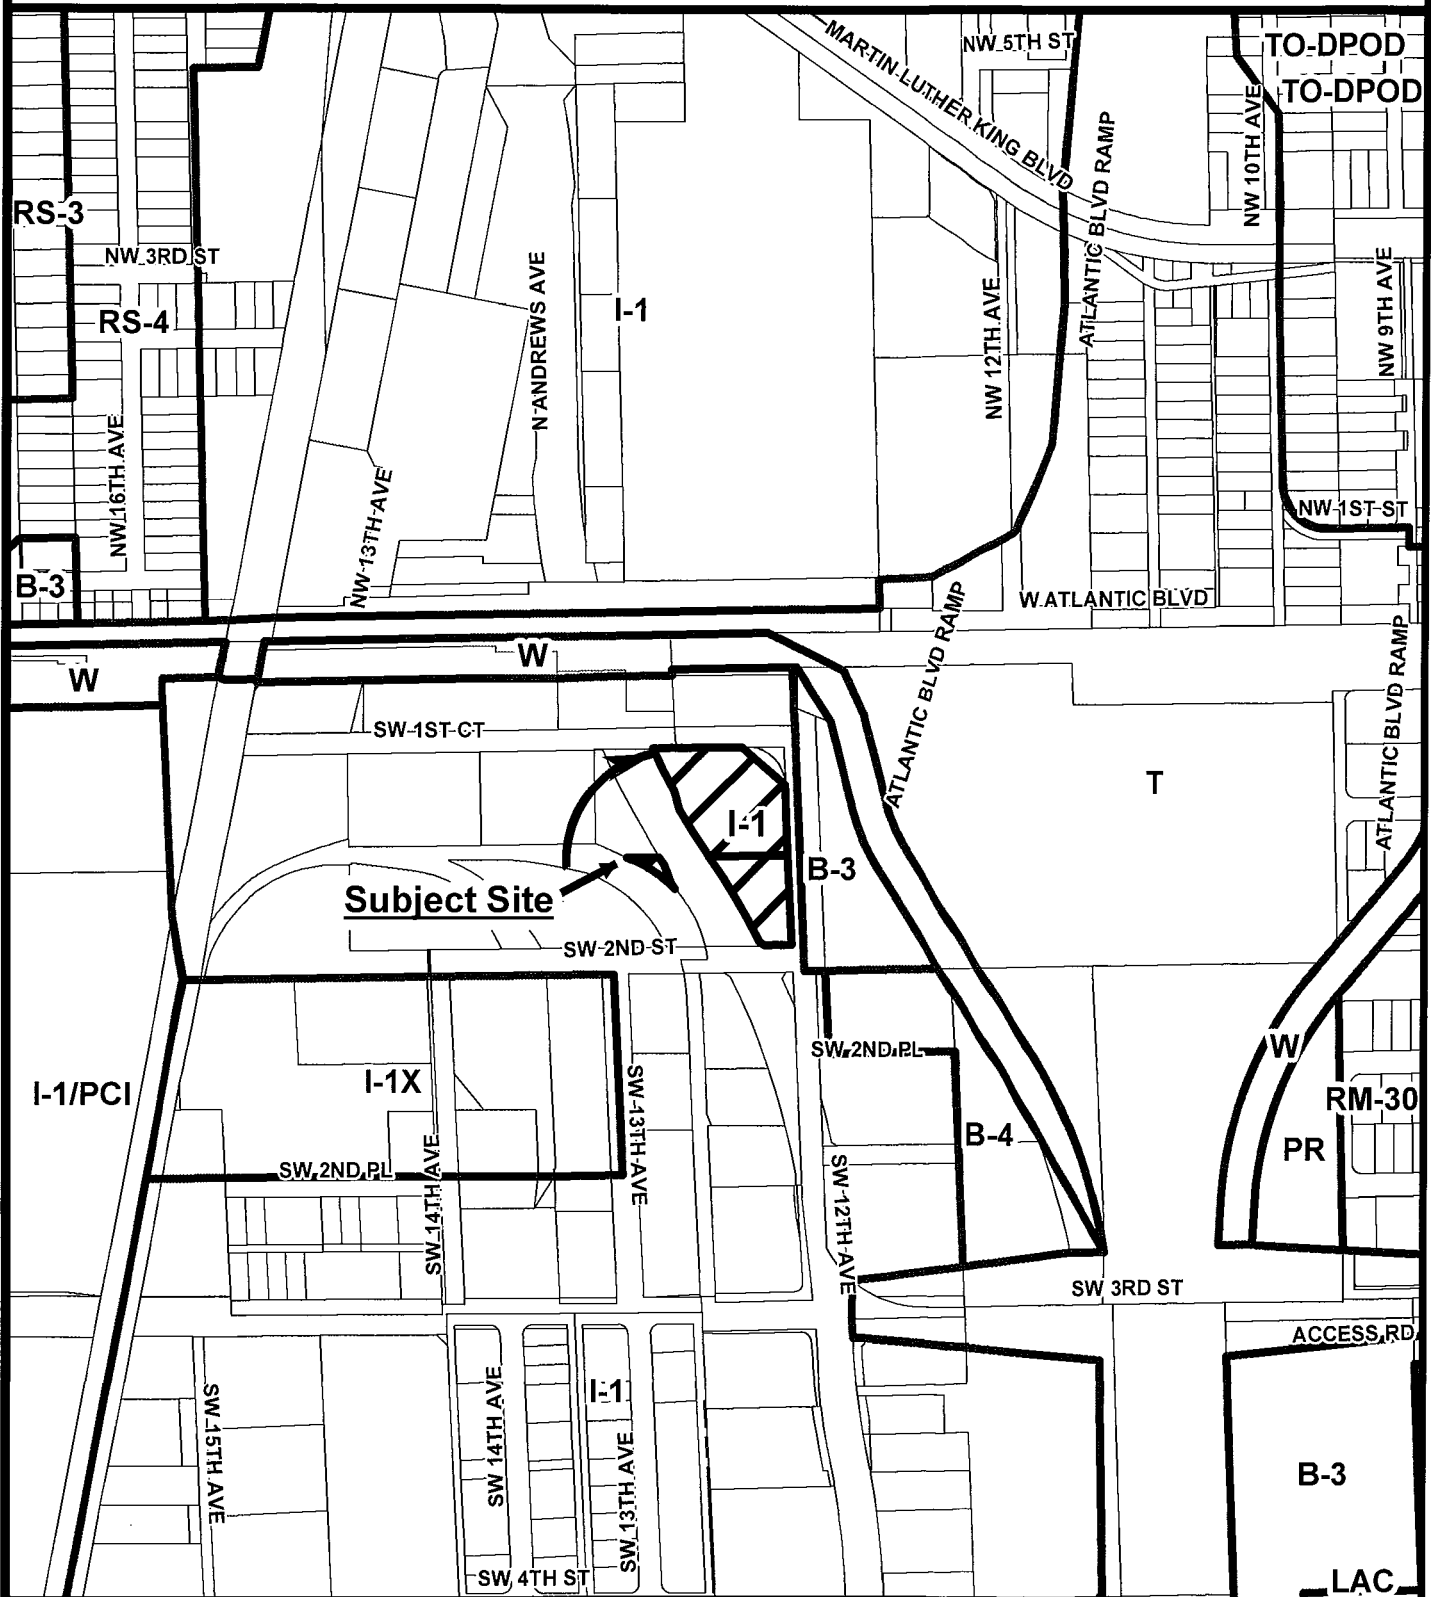 MARTIN LUTHER KING BLVD
NW 5TH ST
TO-DPOD
TO-DPOD
NW 10TH AVE
ATLANTIC BLVD RAMP
RS-3
NW 3RD ST
RS-4
N ANDREWS AVE
I-1
NW 12TH AVE
NW 9TH AVE
NW 16TH AVE
NW 13TH AVE
NW 1ST ST
B-3
W ATLANTIC BLVD
W
W
ATLANTIC BLVD RAMP
ATLANTIC BLVD RAMP
SW 1ST CT
T
I-1
B-3
Subject Site
SW 2ND ST
SW 2ND PL
W
I-1/PCI
I-1X
SW 13TH AVE
RM-30
B-4
PR
SW 2ND PL
SW 14TH AVE
SW 12TH AVE
SW 3RD ST
ACCESS RD
SW 15TH AVE
SW 14TH AVE
I-1
SW 13TH AVE
B-3
SW 4TH ST
LAC